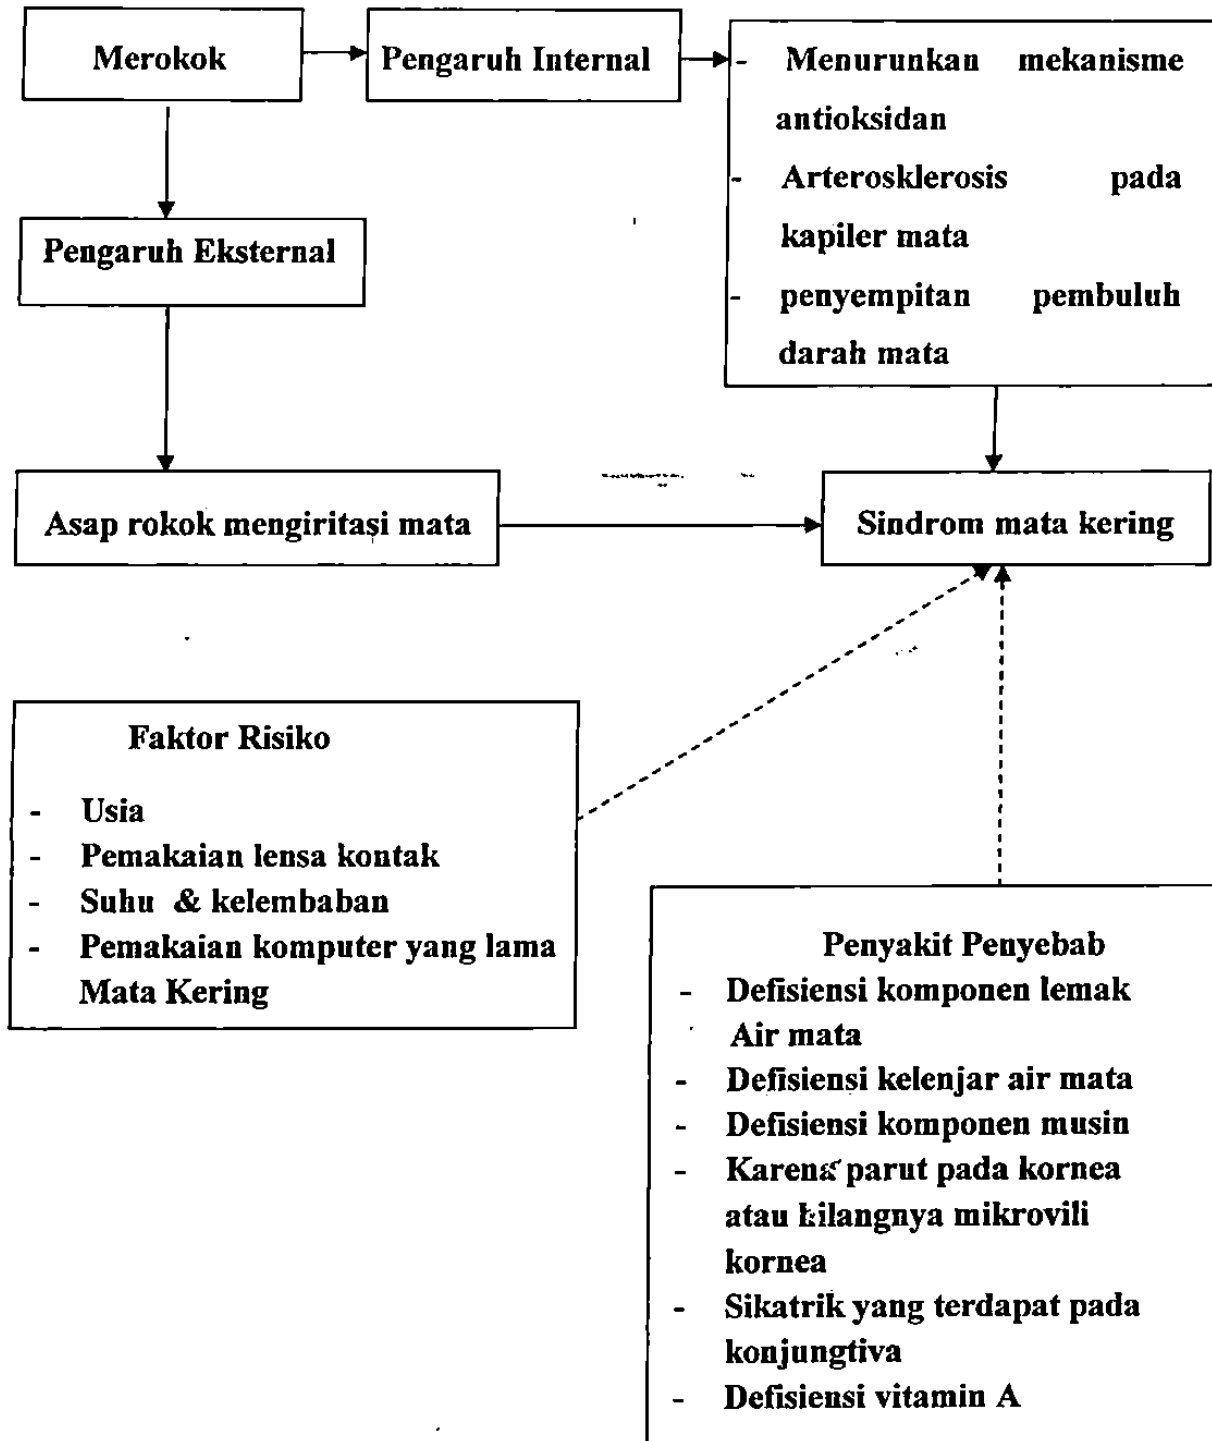 Merokok
Pengaruh Internal
- Menurunkan mekanisme
antioksidan
- Arterosklerosis pada
kapiler mata
- penyempitan pembuluh
darah mata
Pengaruh Eksternal
Asap rokok mengiritasi mata
Sindrom mata kering
Faktor Risiko
- Usia
- Pemakaian lensa kontak
- Suhu & kelembaban
- Pemakaian komputer yang lama
Mata Kering
Penyakit Penyebab
- Defisiensi komponen lemak
Air mata
- Defisiensi kelenjar air mata
- Defisiensi komponen musin
- Karena parut pada kornea
atau hilangnya mikrovili
kornea
- Sikatrik yang terdapat pada
konjungtiva
- Defisiensi vitamin A